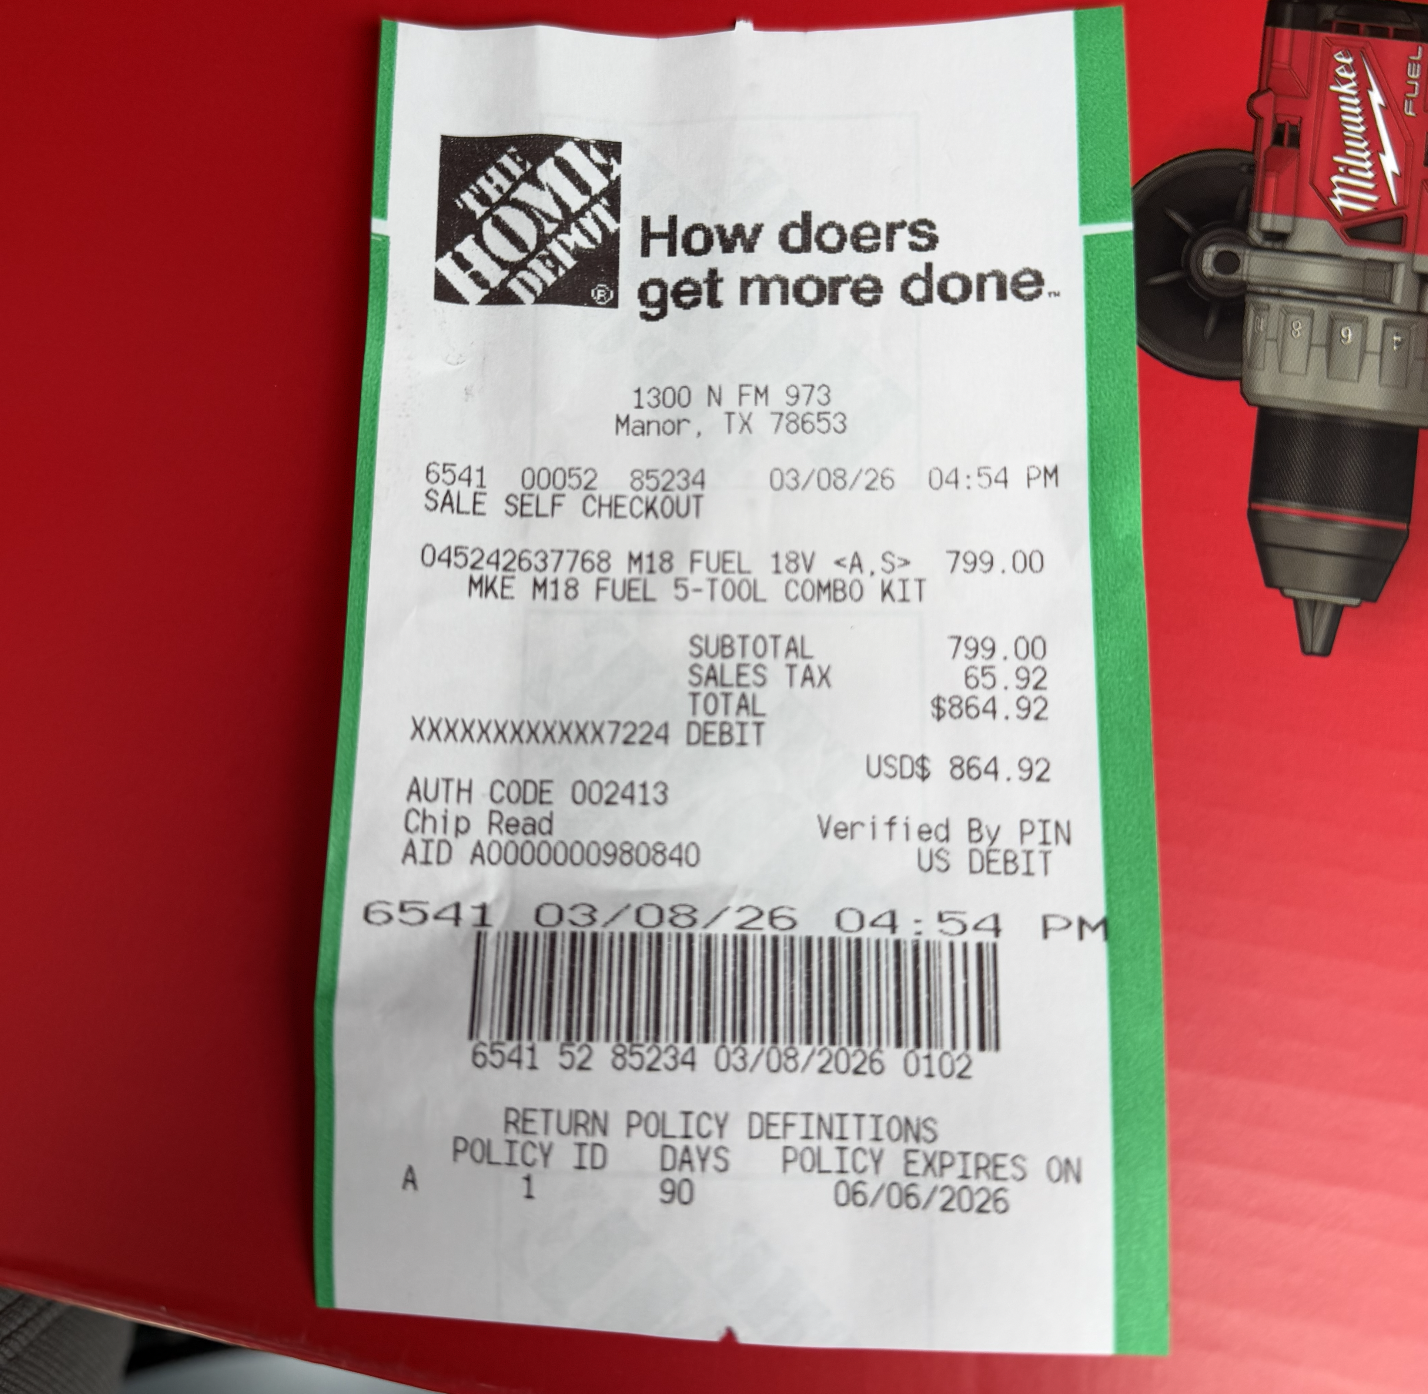 THE
HOME
DEPOT
®
How doers
get more done.™
1300 N FM 973
Manor, TX 78653
6541 00052 85234 03/08/26 04:54 PM
SALE SELF CHECKOUT
045242637768 M18 FUEL 18V <A,S> 799.00
MKE M18 FUEL 5-TOOL COMBO KIT
SUBTOTAL 799.00
SALES TAX 65.92
TOTAL $864.92
XXXXXXXXXXXX7224 DEBIT
USD$ 864.92
AUTH CODE 002413
Chip Read Verified By PIN
AID A0000000980840 US DEBIT
6541 03/08/26 04:54 PM
6541 52 85234 03/08/2026 0102
RETURN POLICY DEFINITIONS
POLICY ID DAYS POLICY EXPIRES ON
A 1 90 06/06/2026
Milwaukee
FUEL
8 9